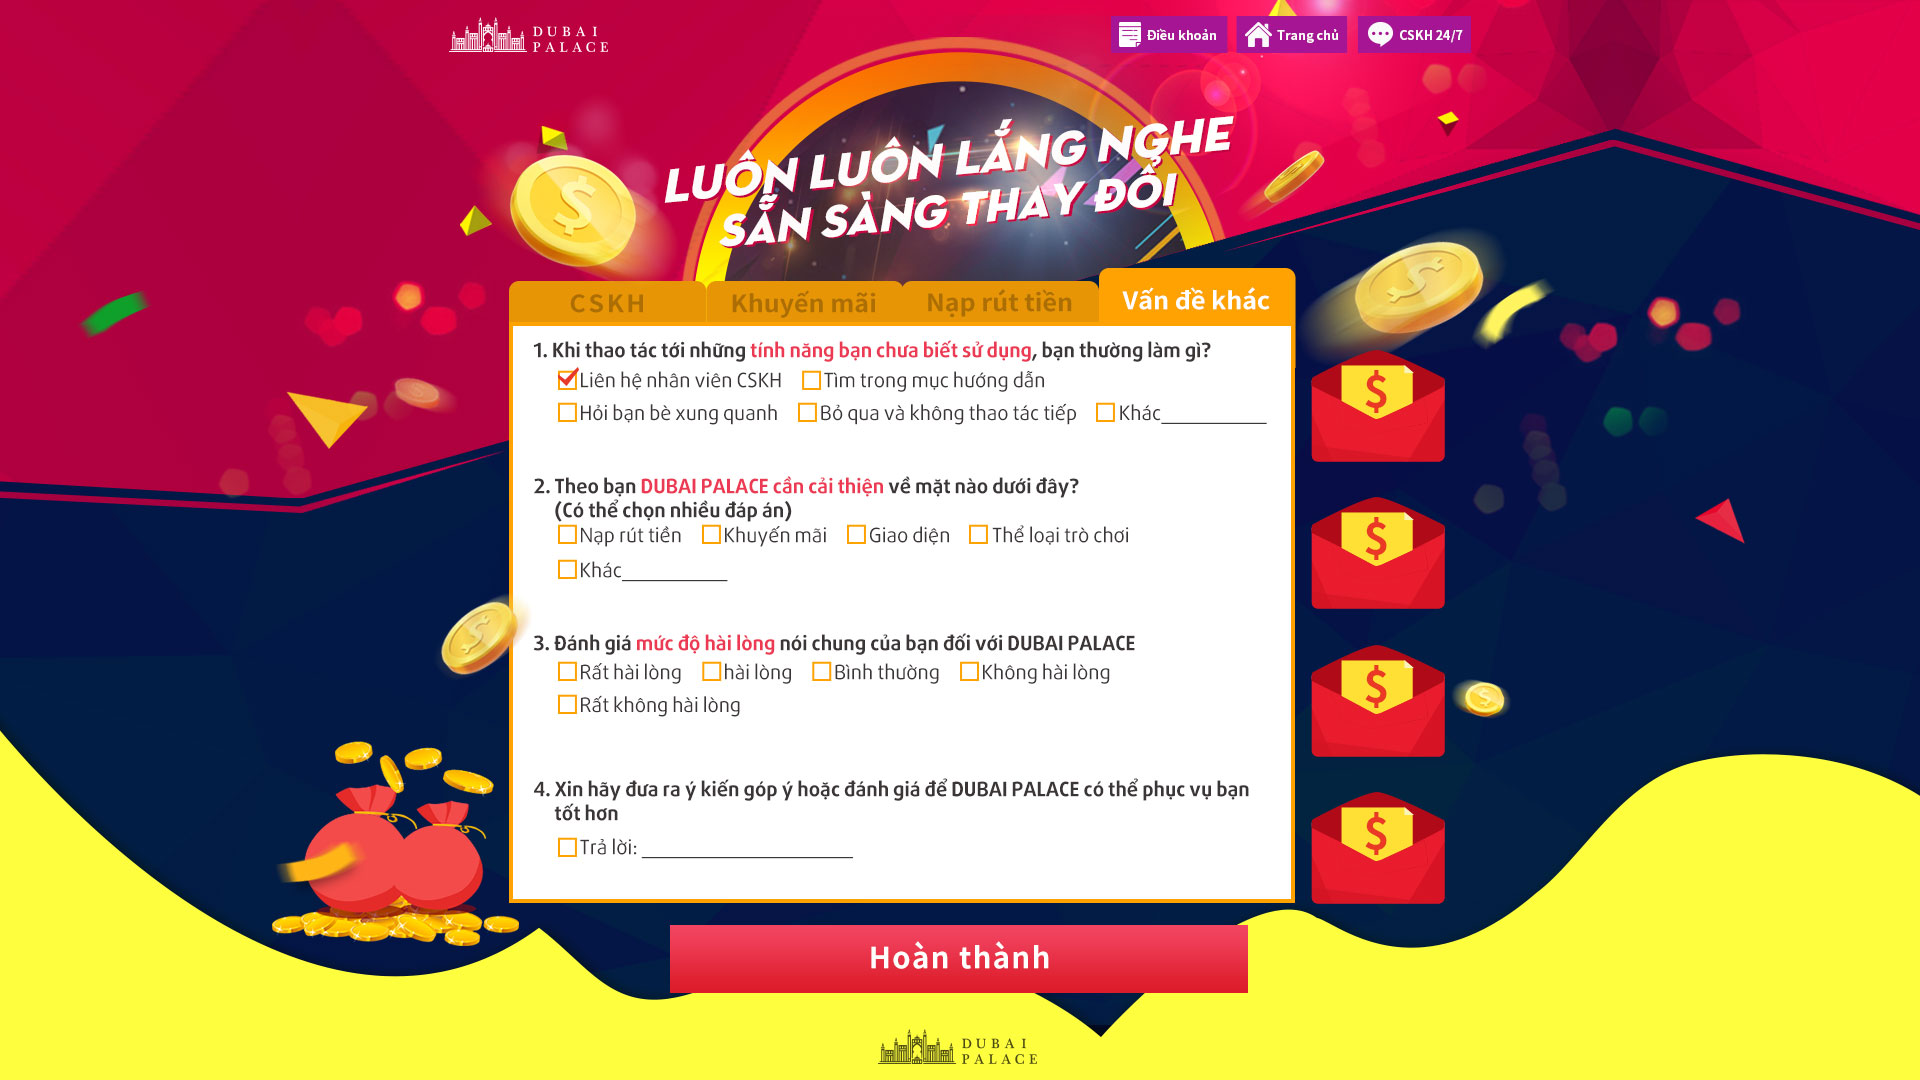 DUBAI
PALACE
Điều khoản
Trang chủ
CSKH 24/7
LUÔN LUÔN LẮNG NGHE
SẴN SÀNG THAY ĐỔI
CSKH
Khuyến mãi
Nạp rút tiền
Vấn đề khác
1. Khi thao tác tới những tính năng bạn chưa biết sử dụng, bạn thường làm gì?
Liên hệ nhân viên CSKH
Tìm trong mục hướng dẫn
Hỏi bạn bè xung quanh
Bỏ qua và không thao tác tiếp
Khác__________
2. Theo bạn DUBAI PALACE cần cải thiện về mặt nào dưới đây?
(Có thể chọn nhiều đáp án)
Nạp rút tiền
Khuyến mãi
Giao diện
Thể loại trò chơi
Khác__________
3. Đánh giá mức độ hài lòng nói chung của bạn đối với DUBAI PALACE
Rất hài lòng
hài lòng
Bình thường
Không hài lòng
Rất không hài lòng
4. Xin hãy đưa ra ý kiến góp ý hoặc đánh giá để DUBAI PALACE có thể phục vụ bạn
tốt hơn
Trả lời: ____________________
$
$
$
$
Hoàn thành
DUBAI
PALACE